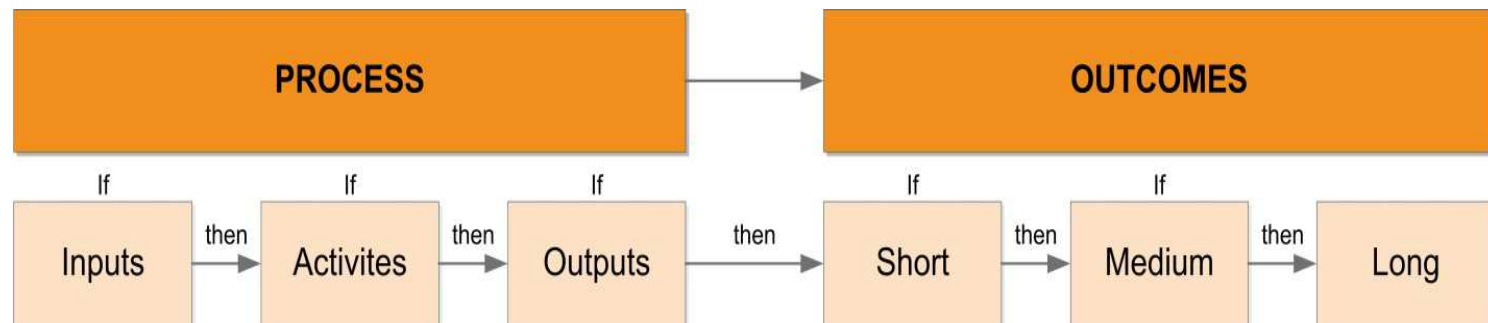 PROCESS
OUTCOMES
If
If
If
If
If
Inputs
then
Activites
then
Outputs
then
Short
then
Medium
then
Long